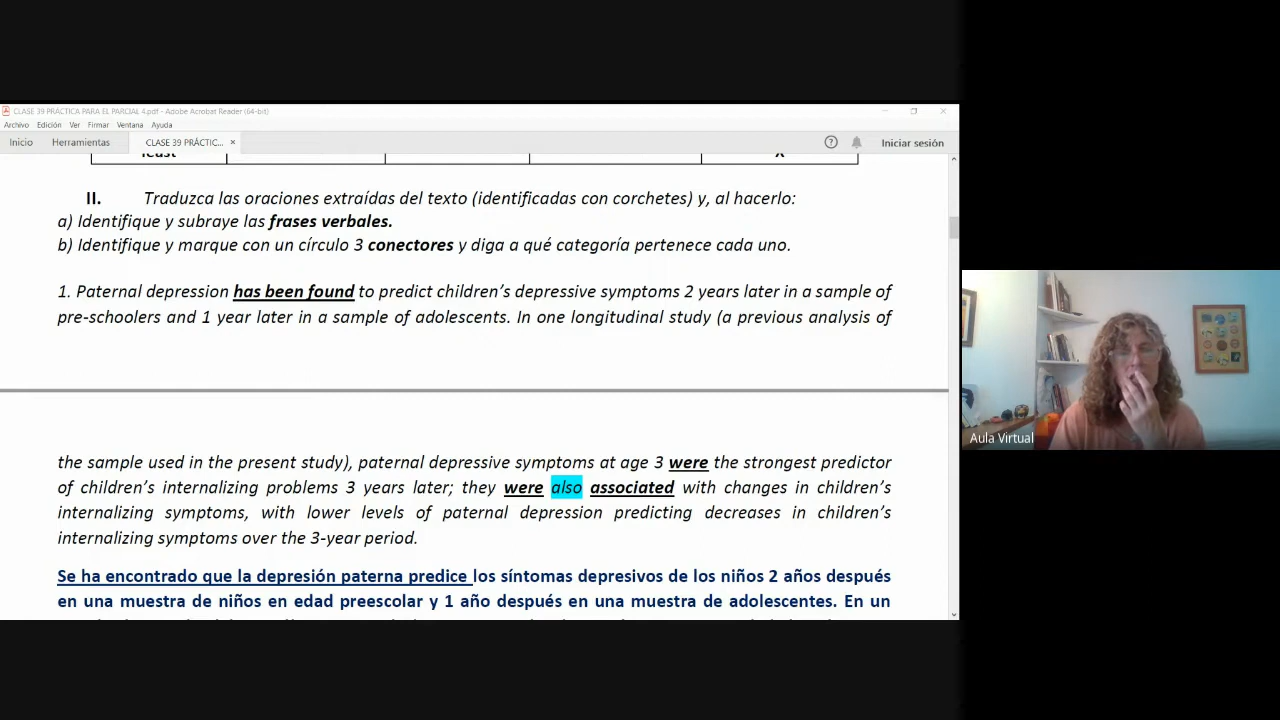 CLASE 39 PRÁCTICA PARA EL PARCIAL 4.pdf - Adobe Acrobat Reader (64-bit)
Archivo Edición Ver Firmar Ventana Ayuda
Inicio Herramientas CLASE 39 PRÁCTIC... × Iniciar sesión
least X
II. Traduzca las oraciones extraídas del texto (identificadas con corchetes) y, al hacerlo:
a) Identifique y subraye las frases verbales.
b) Identifique y marque con un círculo 3 conectores y diga a qué categoría pertenece cada uno.
1. Paternal depression has been found to predict children’s depressive symptoms 2 years later in a sample of
pre-schoolers and 1 year later in a sample of adolescents. In one longitudinal study (a previous analysis of
the sample used in the present study), paternal depressive symptoms at age 3 were the strongest predictor
of children’s internalizing problems 3 years later; they were also associated with changes in children’s
internalizing symptoms, with lower levels of paternal depression predicting decreases in children’s
internalizing symptoms over the 3-year period.
Se ha encontrado que la depresión paterna predice los síntomas depresivos de los niños 2 años después
en una muestra de niños en edad preescolar y 1 año después en una muestra de adolescentes. En un
Aula Virtual